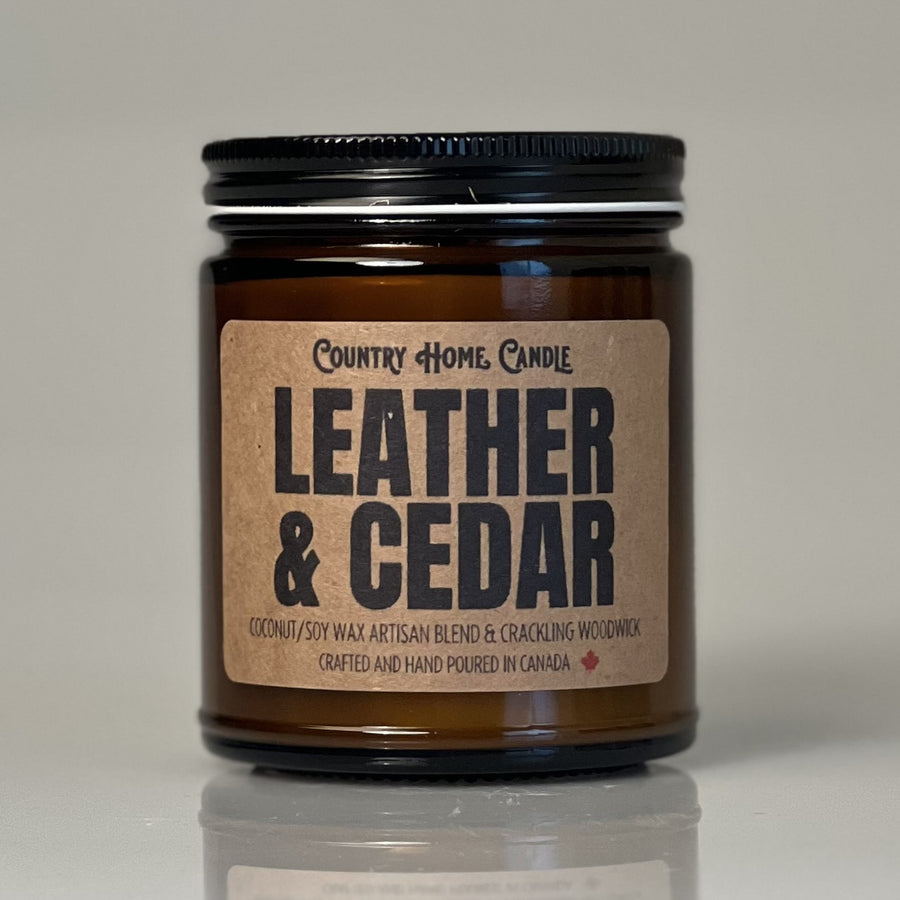 COUNTRY HOME CANDLE
LEATHER
& CEDAR
COCONUT/SOY WAX ARTISAN BLEND & CRACKLING WOODWICK
CRAFTED AND HAND POURED IN CANADA